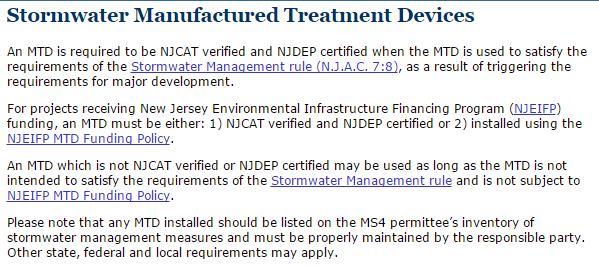 Stormwater Manufactured Treatment Devices
An MTD is required to be NJCAT verified and NJDEP certified when the MTD is used to satisfy the
requirements of the Stormwater Management rule (N.J.A.C. 7:8), as a result of triggering the
requirements for major development.
For projects receiving New Jersey Environmental Infrastructure Financing Program (NJEIFP)
funding, an MTD must be either: 1) NJCAT verified and NJDEP certified or 2) installed using the
NJEIFP MTD Funding Policy.
An MTD which is not NJCAT verified or NJDEP certified may be used as long as the MTD is not
intended to satisfy the requirements of the Stormwater Management rule and is not subject to
NJEIFP MTD Funding Policy.
Please note that any MTD installed should be listed on the MS4 permittee’s inventory of
stormwater management measures and must be properly maintained by the responsible party.
Other state, federal and local requirements may apply.